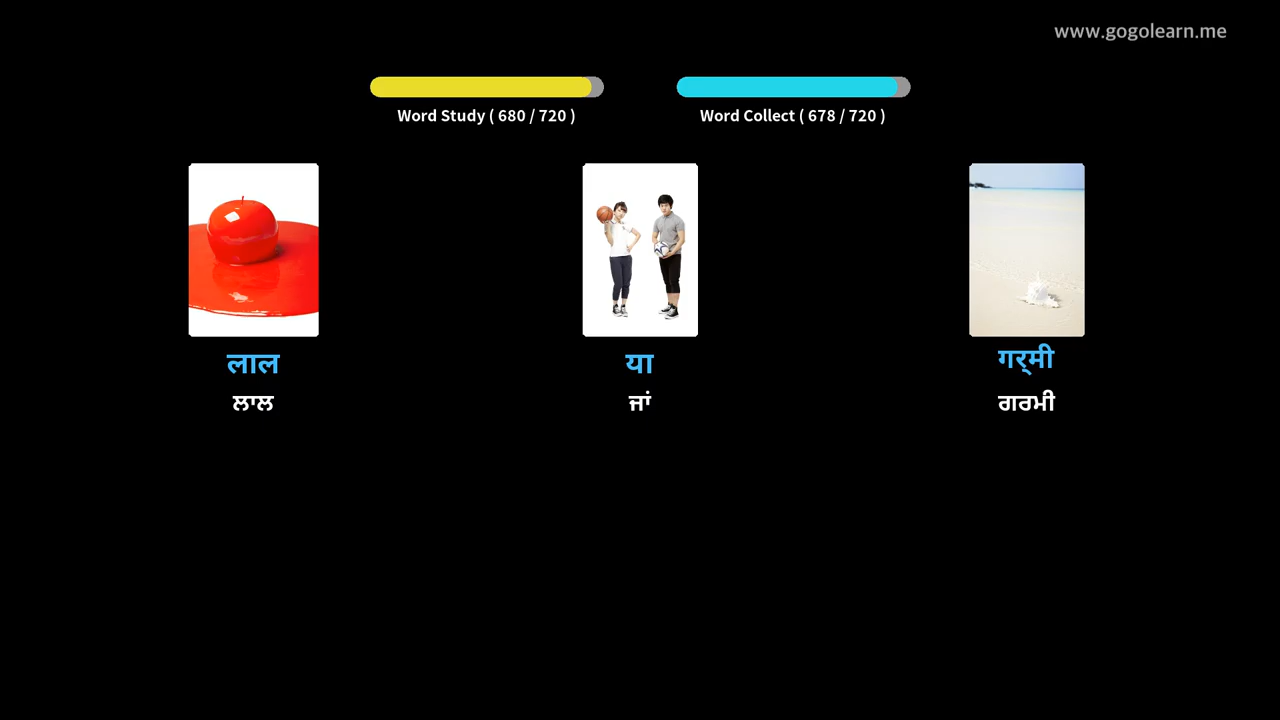 www.gogolearn.me
Word Study ( 680 / 720 )
Word Collect ( 678 / 720 )
लाल
या
गर्‌मी
ਲਾਲ
ਜਾਂ
ਗਰਮੀ